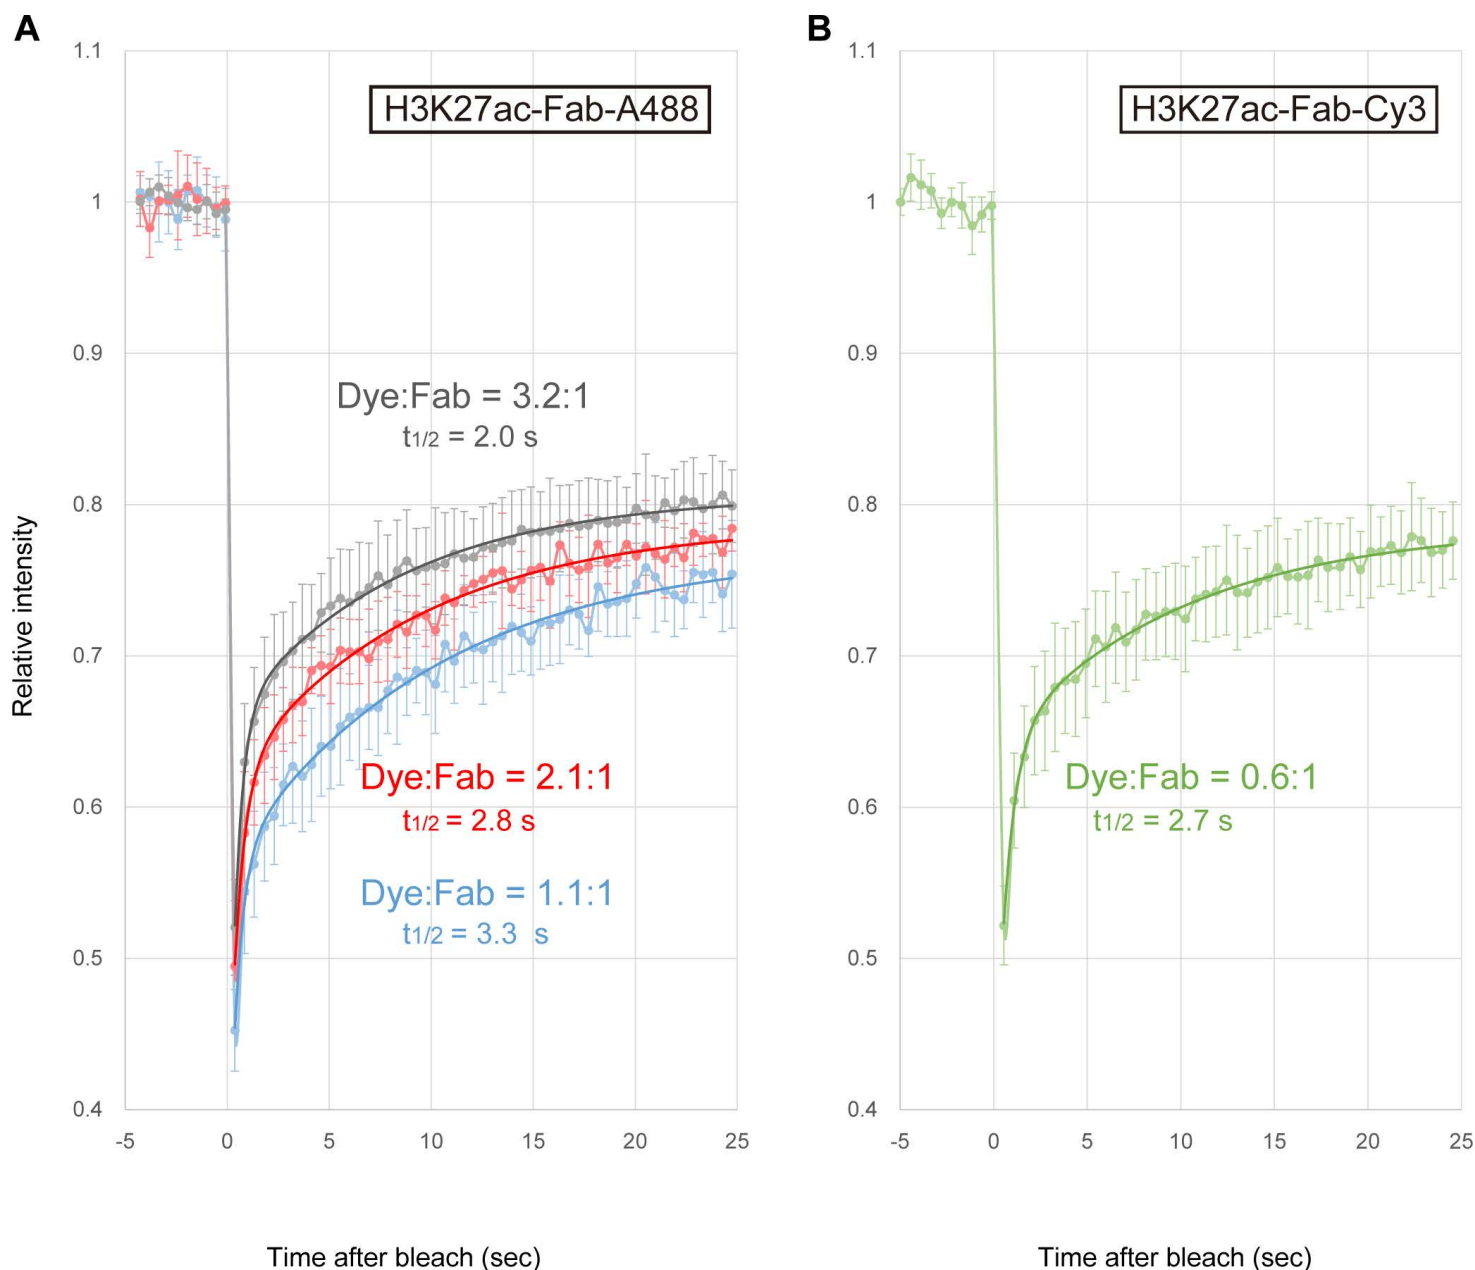 A
B
1.1
1
0.9
0.8
0.7
0.6
0.5
0.4
-5 0 5 10 15 20 25
Relative intensity
Time after bleach (sec)
H3K27ac-Fab-A488
Dye:Fab = 3.2:1
t1/2 = 2.0 s
Dye:Fab = 2.1:1
t1/2 = 2.8 s
Dye:Fab = 1.1:1
t1/2 = 3.3 s
1.1
1
0.9
0.8
0.7
0.6
0.5
0.4
-5 0 5 10 15 20 25
Time after bleach (sec)
H3K27ac-Fab-Cy3
Dye:Fab = 0.6:1
t1/2 = 2.7 s